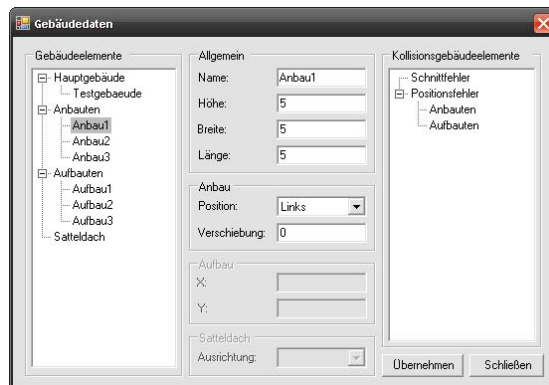 Gebäudedaten
Gebäudeelemente
Hauptgebäude
Testgebaeude
Anbauten
Anbau1
Anbau2
Anbau3
Aufbauten
Aufbau1
Aufbau2
Aufbau3
Satteldach
Allgemein
Name: Anbau1
Höhe: 5
Breite: 5
Länge: 5
Anbau
Position: Links
Verschiebung: 0
Aufbau
X:
Y:
Satteldach
Ausrichtung:
Kollisionsgebäudeelemente
Schnittfehler
Positionsfehler
Anbauten
Aufbauten
Übernehmen Schließen